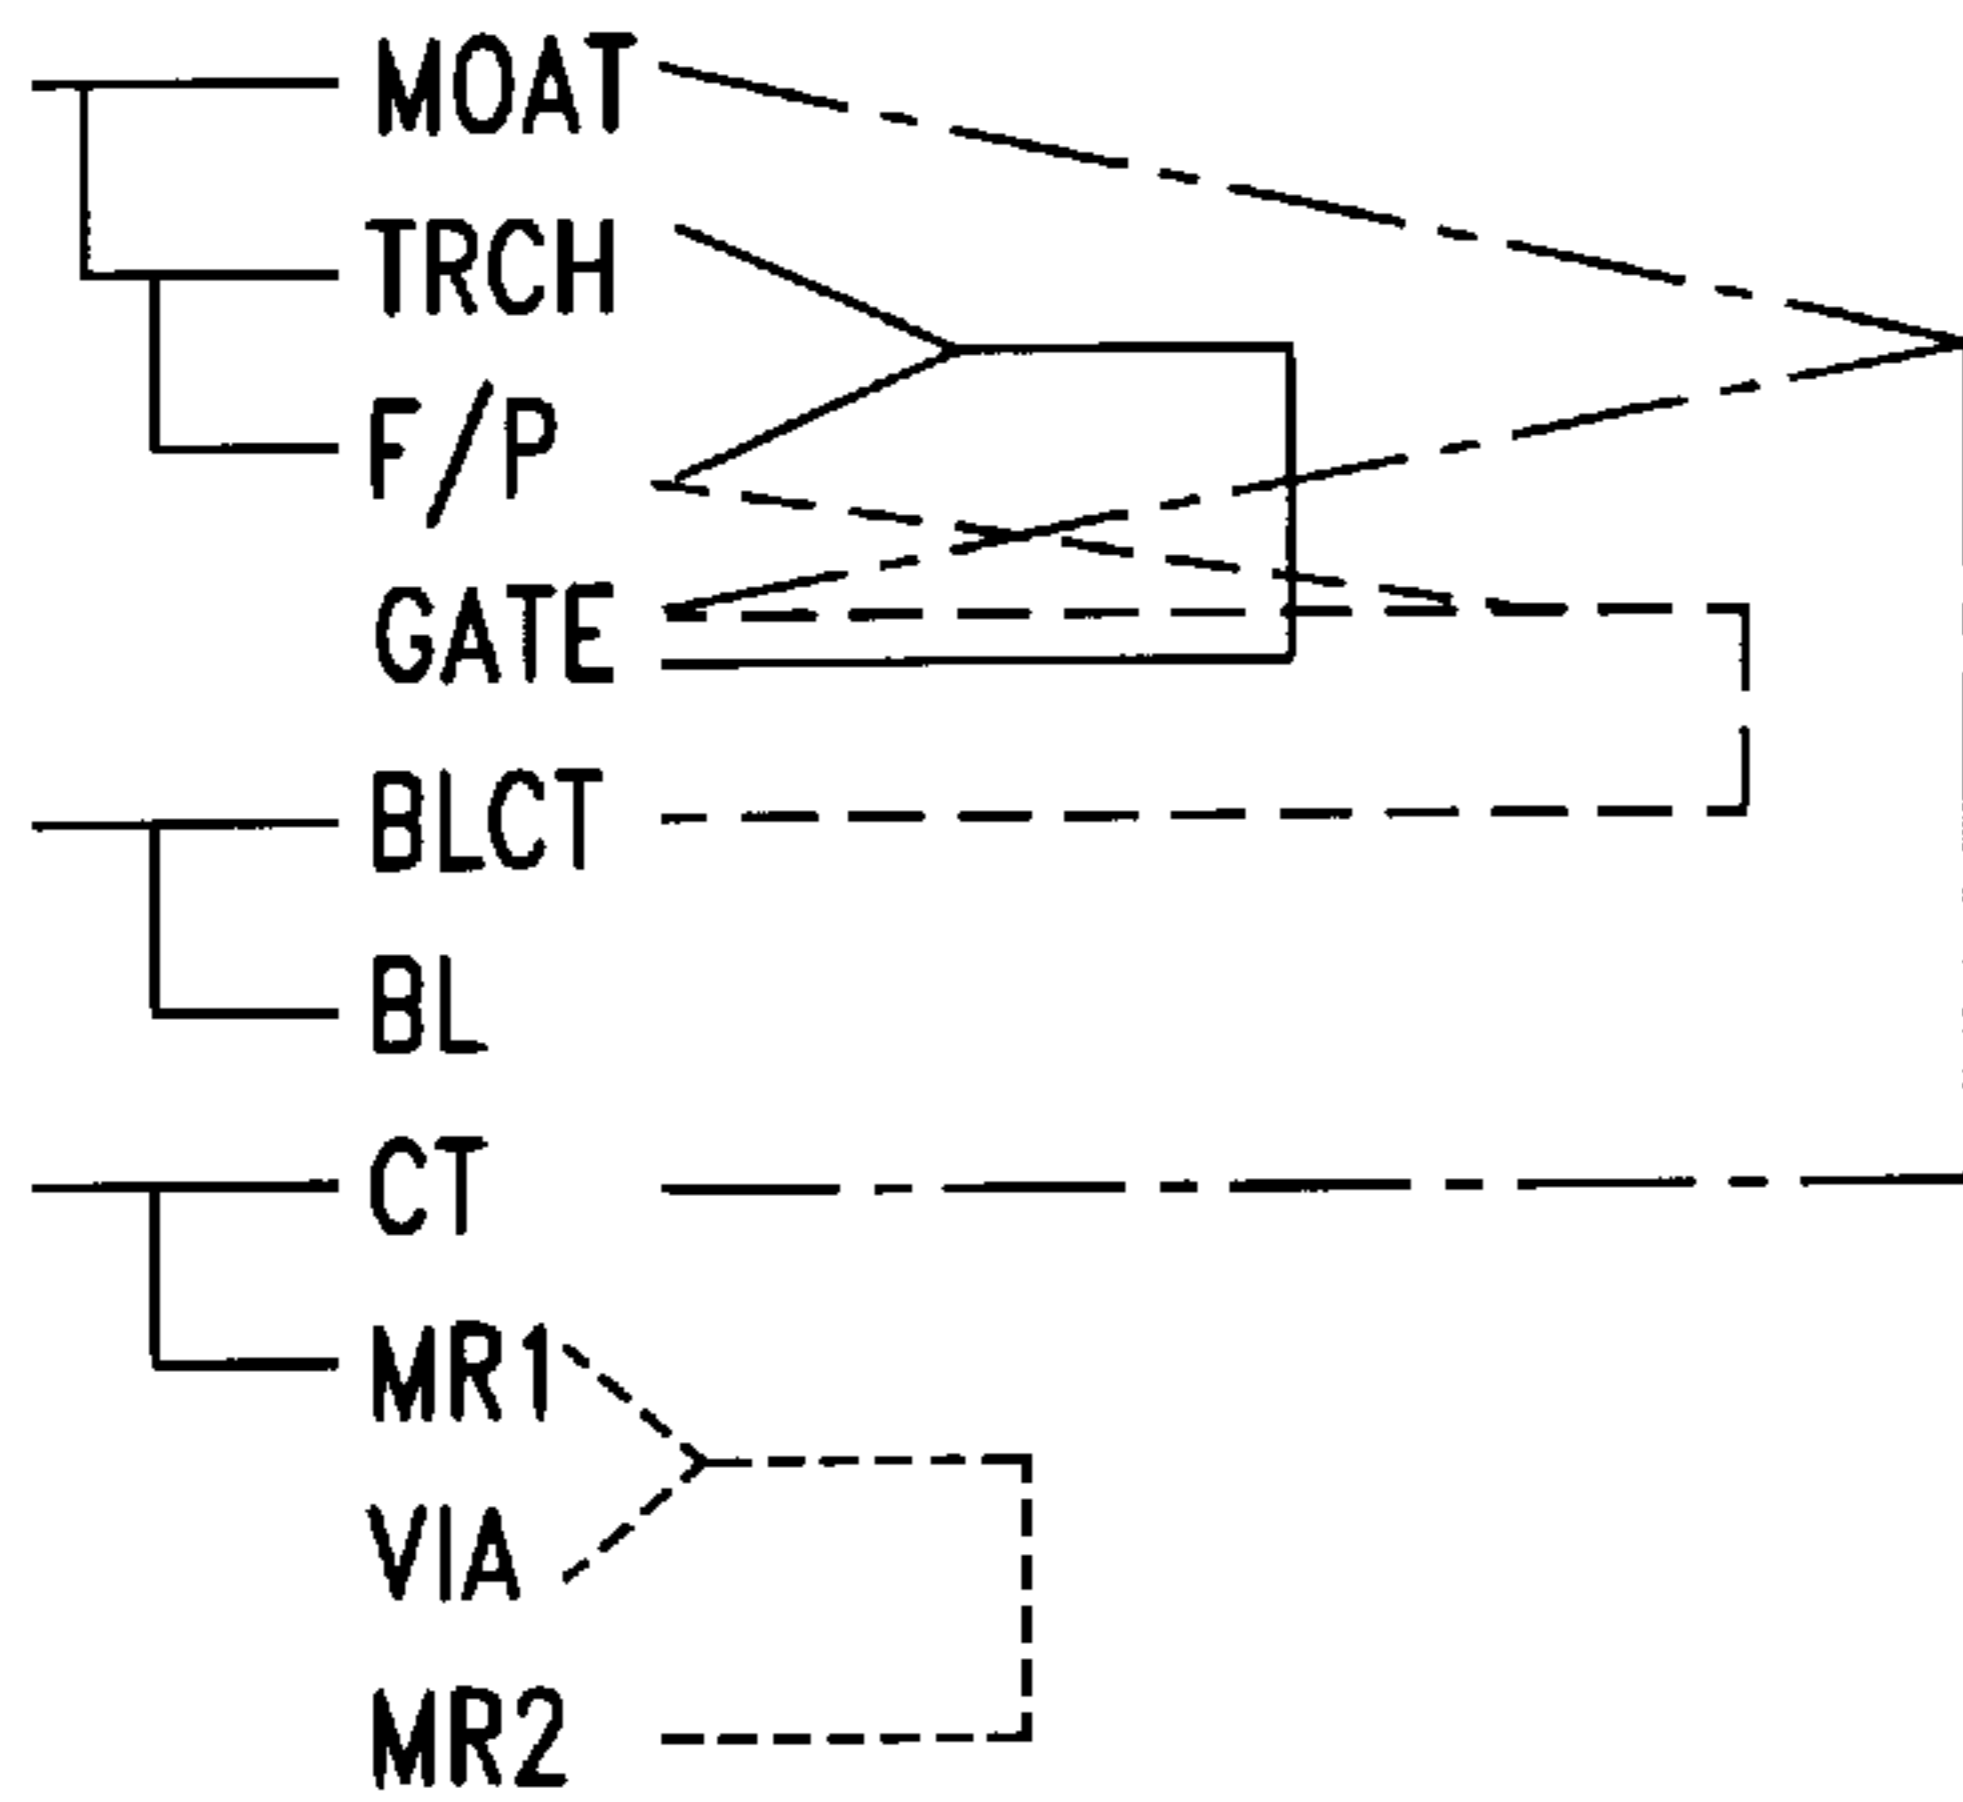 MOAT
TRCH
F/P
GATE
BLCT
BL
CT
MR1
VIA
MR2